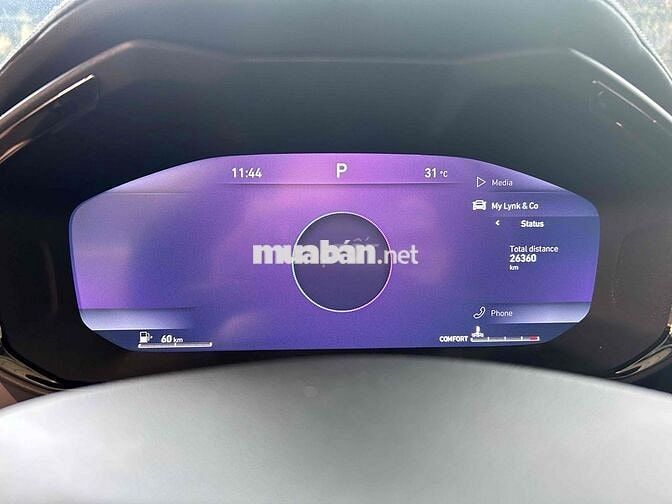 11:44 P 31 °C
Media
My Lynk & Co
Status
Total distance
26360
km
muaban.net
Phone
60 km
COMFORT